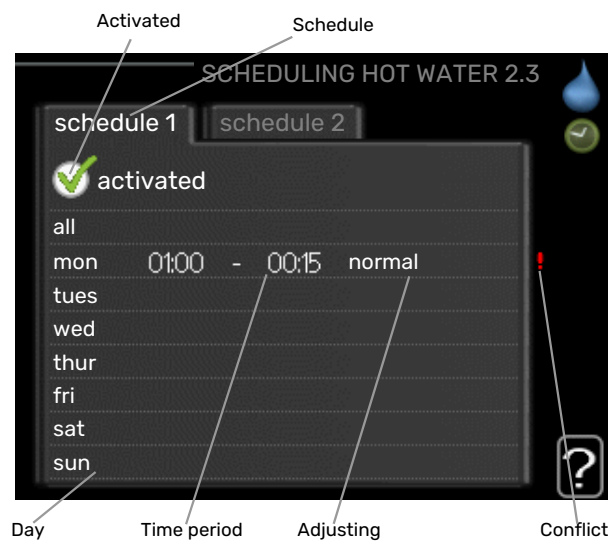 Activated Schedule
SCHEDULING HOT WATER 2.3
schedule 1 schedule 2
activated
all
mon 01:00 - 00:15 normal !
tues
wed
thur
fri
sat
sun
?
Day Time period Adjusting Conflict